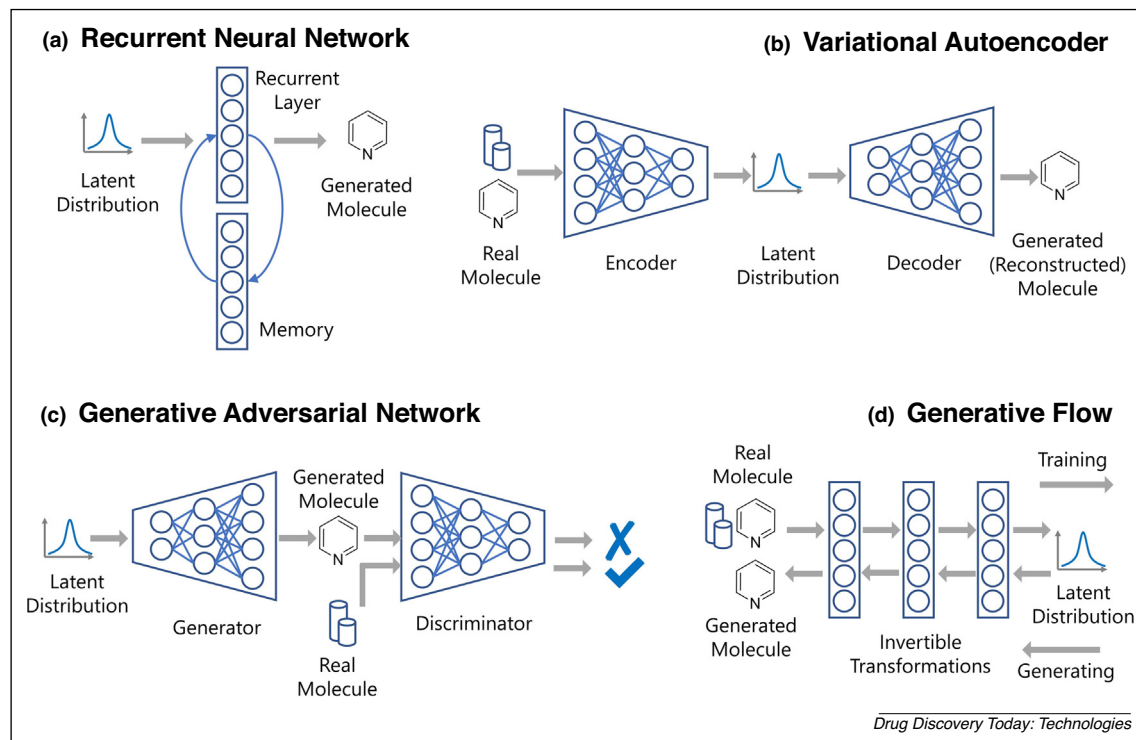 (a) Recurrent Neural Network
Recurrent
Layer
Latent
Distribution
N
Generated
Molecule
Memory
(b) Variational Autoencoder
N
Real
Molecule
Encoder
Latent
Distribution
Decoder
N
Generated
(Reconstructed)
Molecule
(c) Generative Adversarial Network
Latent
Distribution
Generator
Generated
Molecule
N
Real
Molecule
Discriminator
(d) Generative Flow
Real
Molecule
N
N
Generated
Molecule
Invertible
Transformations
Training
Latent
Distribution
Generating
Drug Discovery Today: Technologies